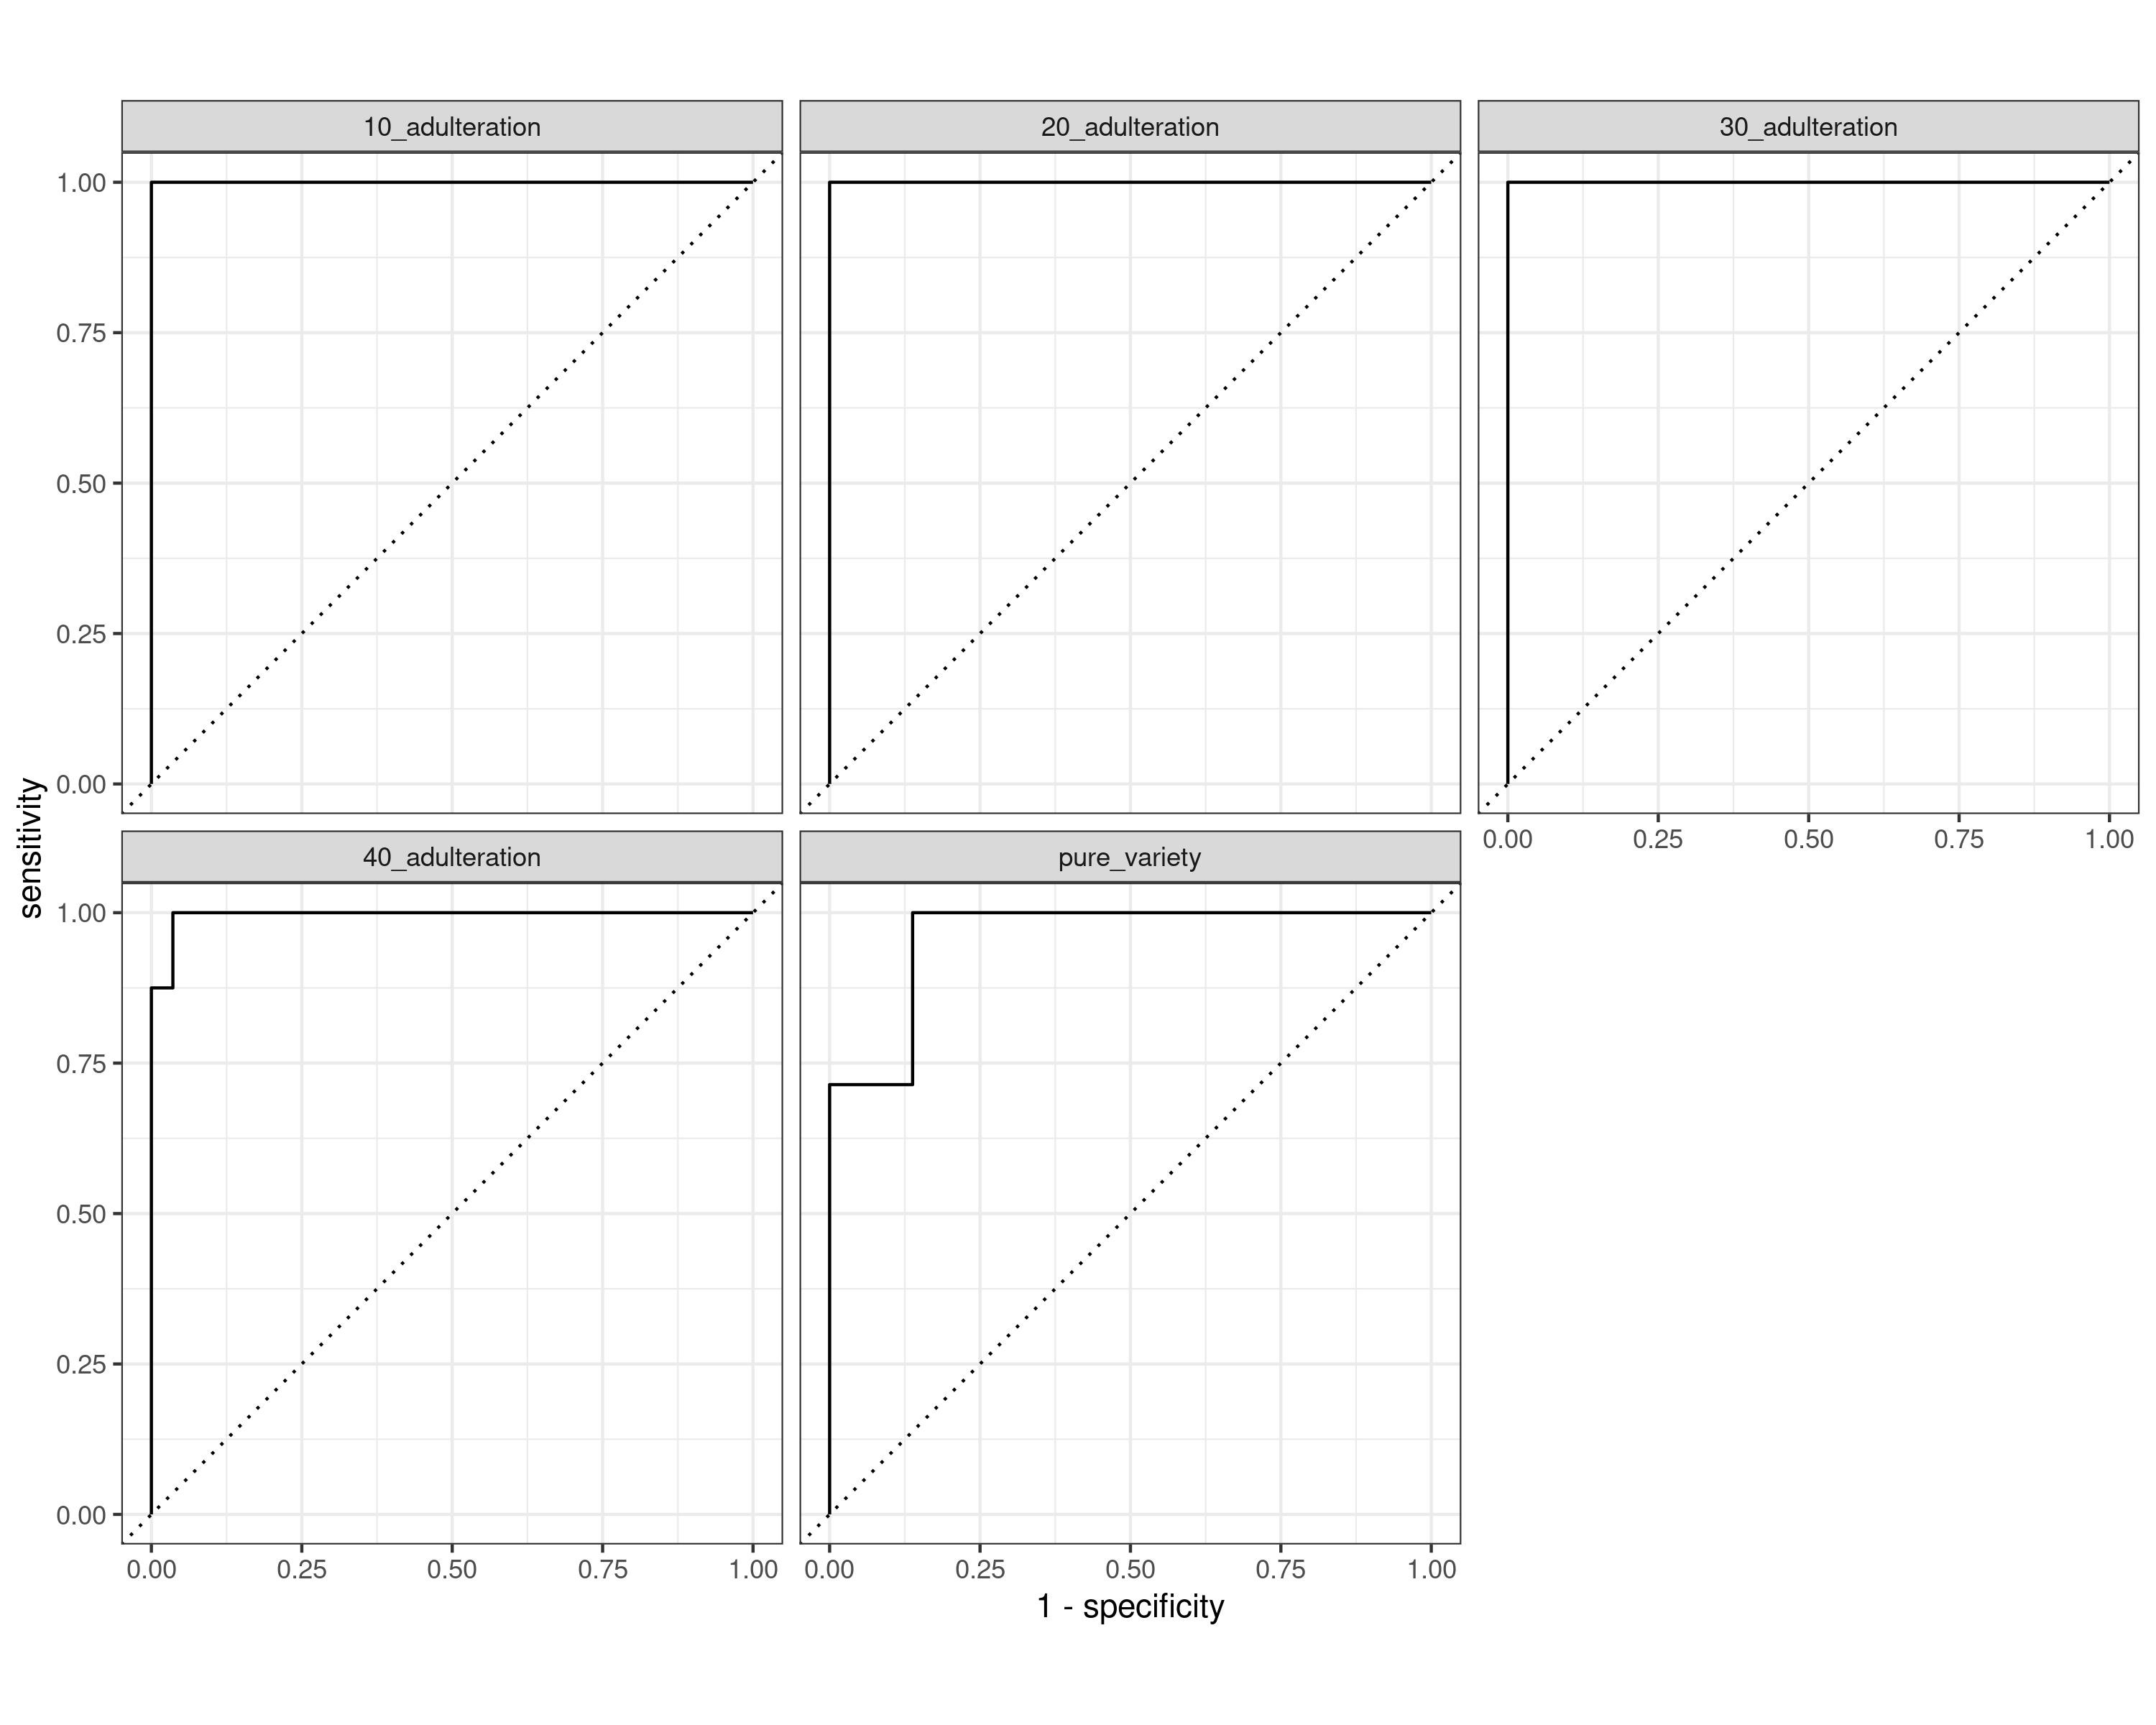 10_adulteration
20_adulteration
30_adulteration
1.00
0.75
0.50
0.25
0.00
0.00 0.25 0.50 0.75 1.00
sensitivity
40_adulteration
pure_variety
1.00
0.75
0.50
0.25
0.00
0.00 0.25 0.50 0.75 1.00
0.00 0.25 0.50 0.75 1.00
1 - specificity